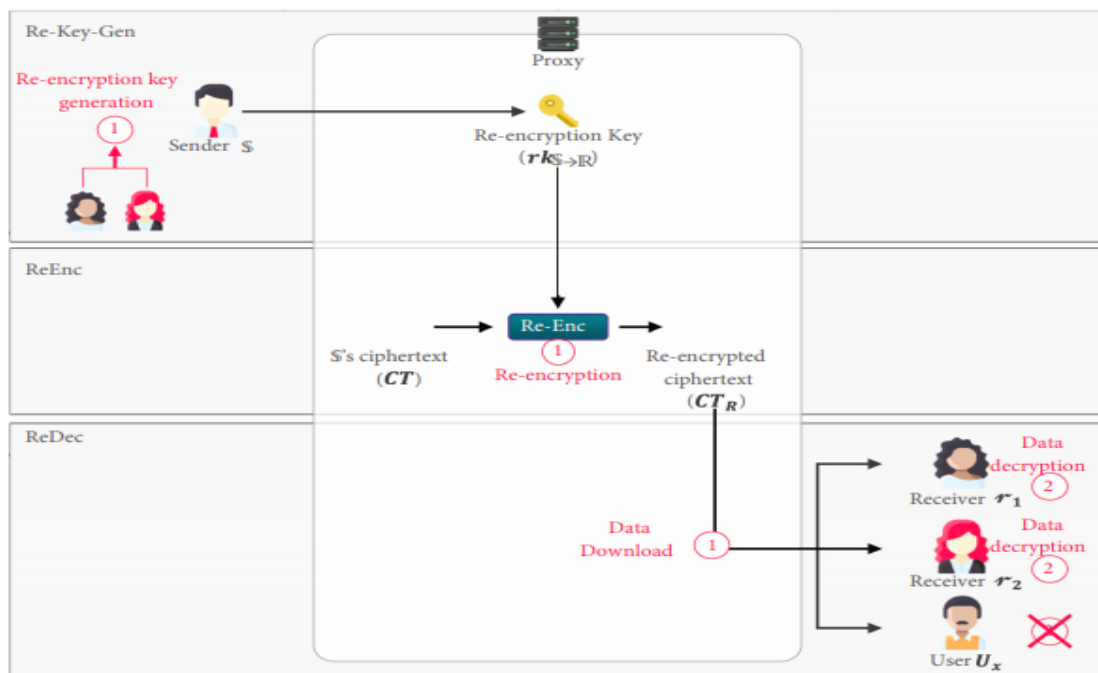 Re-Key-Gen
Proxy
Re-encryption key
generation
1
Sender 𝕊
Re-encryption Key
(rk𝕊→ℝ)
ReEnc
Re-Enc
1
Re-encryption
𝕊's ciphertext
(CT)
Re-encrypted
ciphertext
(CT_R)
ReDec
Data
Download
1
Data
decryption
2
Receiver r₁
Data
decryption
2
Receiver r₂
User Uₓ